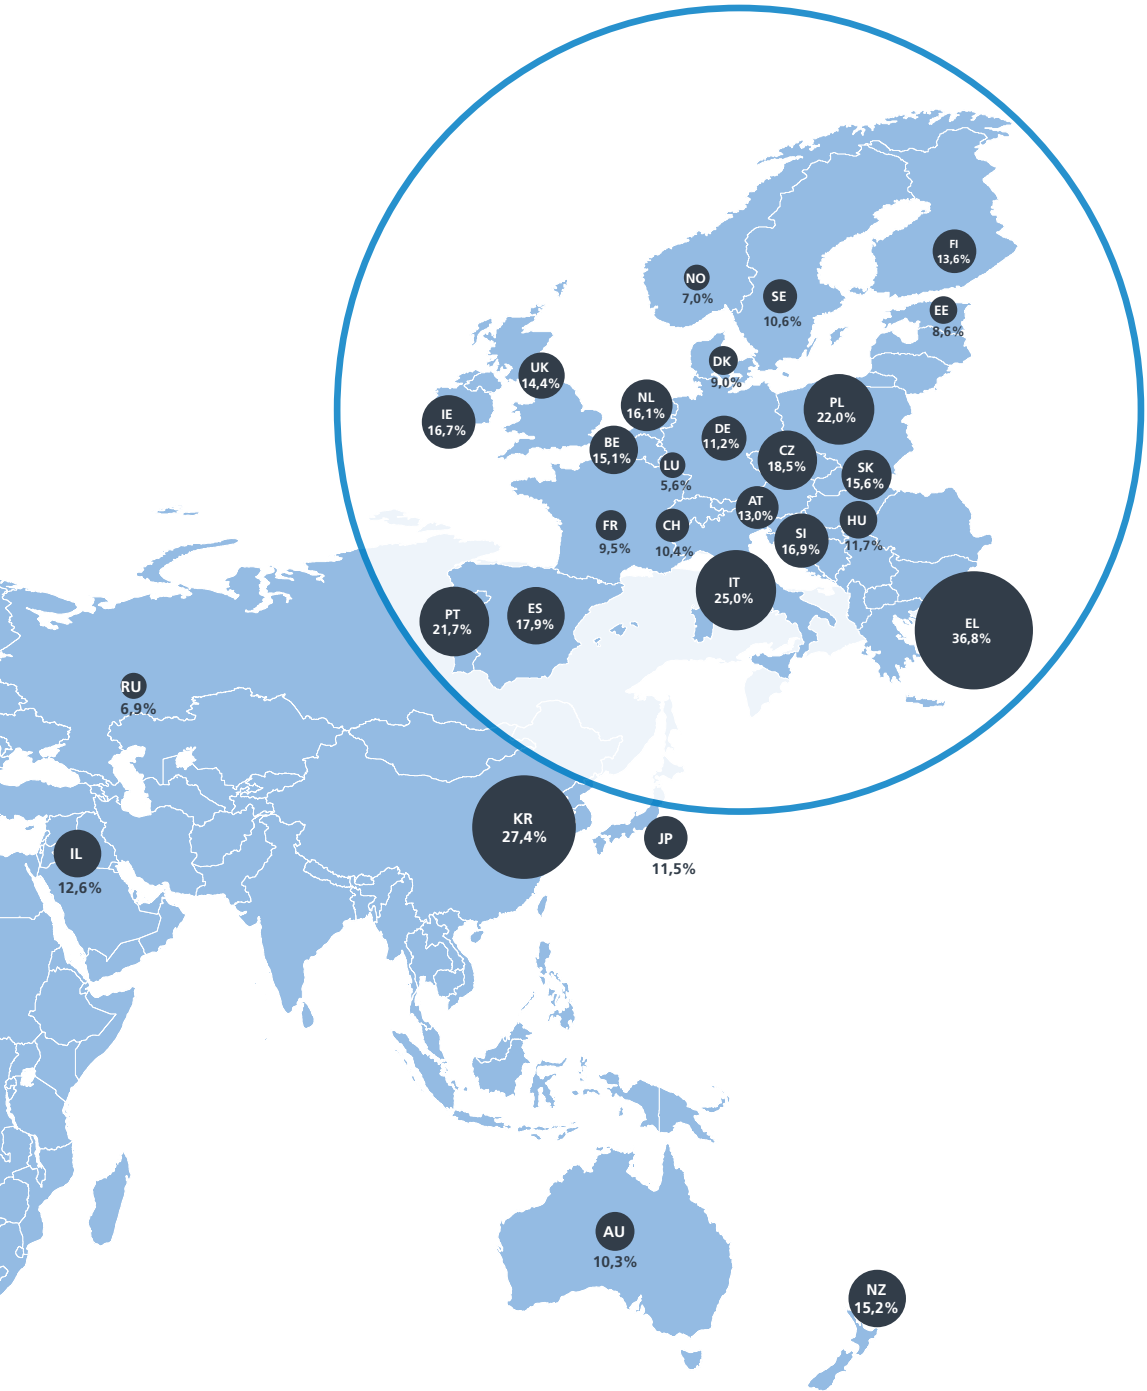 FI
13,6%
NO
7,0%
SE
10,6%
EE
8,6%
DK
9,0%
UK
14,4%
NL
16,1%
PL
22,0%
IE
16,7%
BE
15,1%
DE
11,2%
CZ
18,5%
LU
5,6%
SK
15,6%
AT
13,0%
FR
9,5%
CH
10,4%
HU
11,7%
SI
16,9%
IT
25,0%
PT
21,7%
ES
17,9%
EL
36,8%
RU
6,9%
KR
27,4%
JP
11,5%
IL
12,6%
AU
10,3%
NZ
15,2%